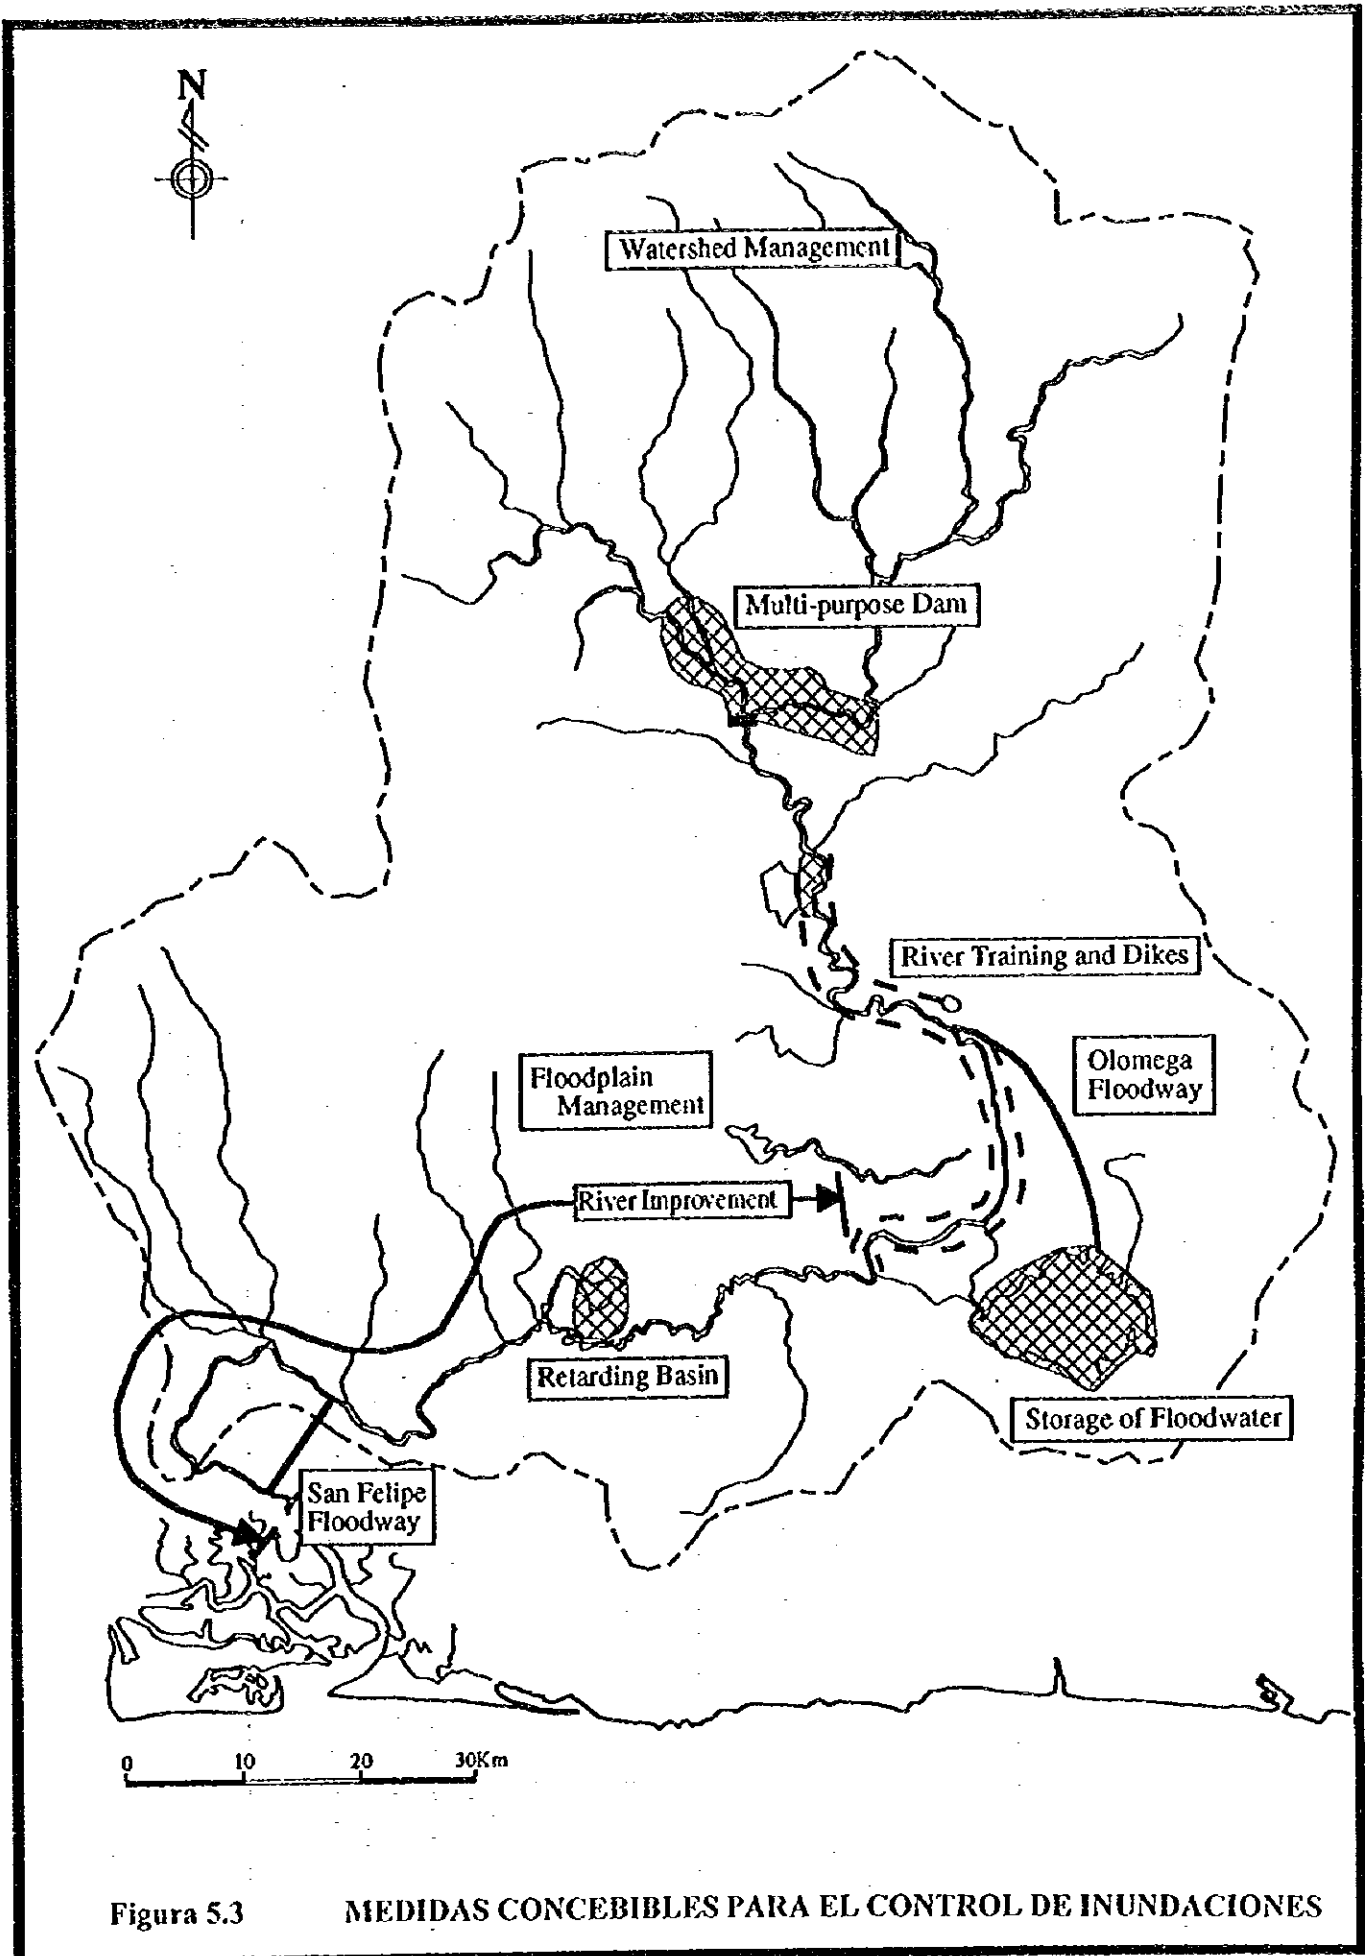 N
Watershed Management
Multi-purpose Dam
River Training and Dikes
Olomega
Floodway
Floodplain
Management
River Improvement
Retarding Basin
Storage of Floodwater
San Felipe
Floodway
0 10 20 30Km
Figura 5.3 MEDIDAS CONCEBIBLES PARA EL CONTROL DE INUNDACIONES